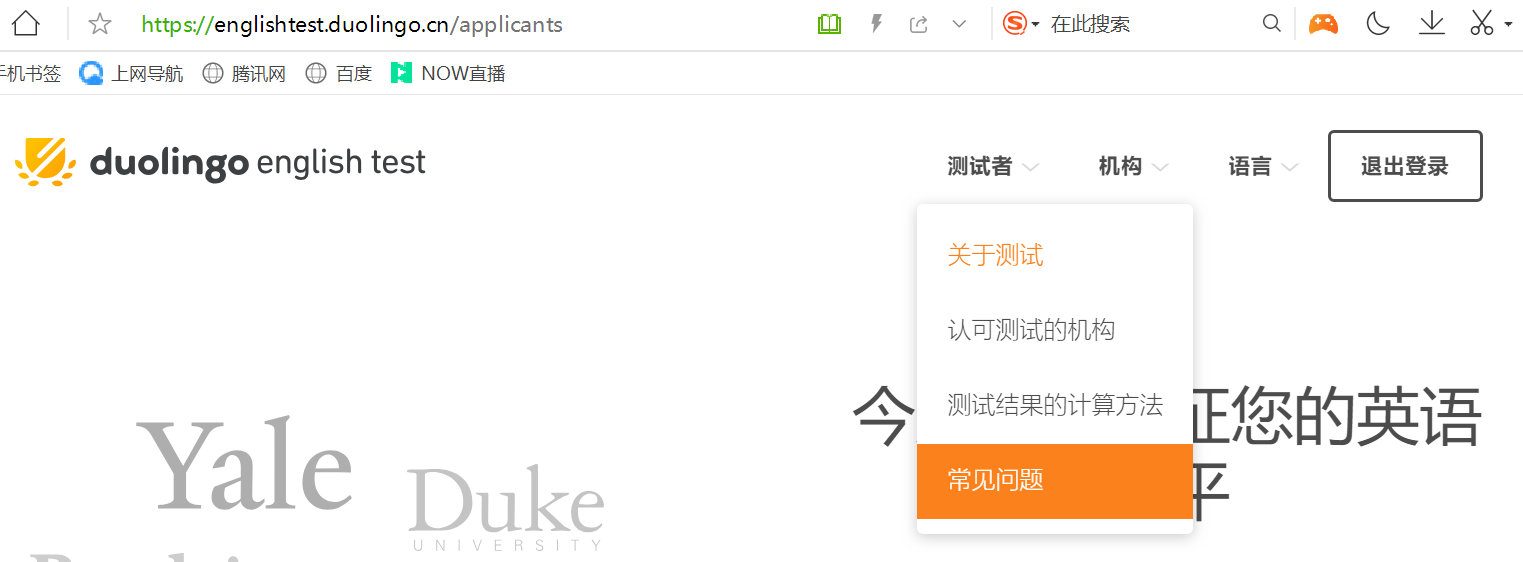 https://englishtest.duolingo.cn/applicants
在此搜索
手机书签 上网导航 腾讯网 百度 NOW直播
duolingo english test
测试者 机构 语言 退出登录
关于测试
认可测试的机构
测试结果的计算方法
今 证您的英语
常见问题
平
Yale
Duke
UNIVERSITY